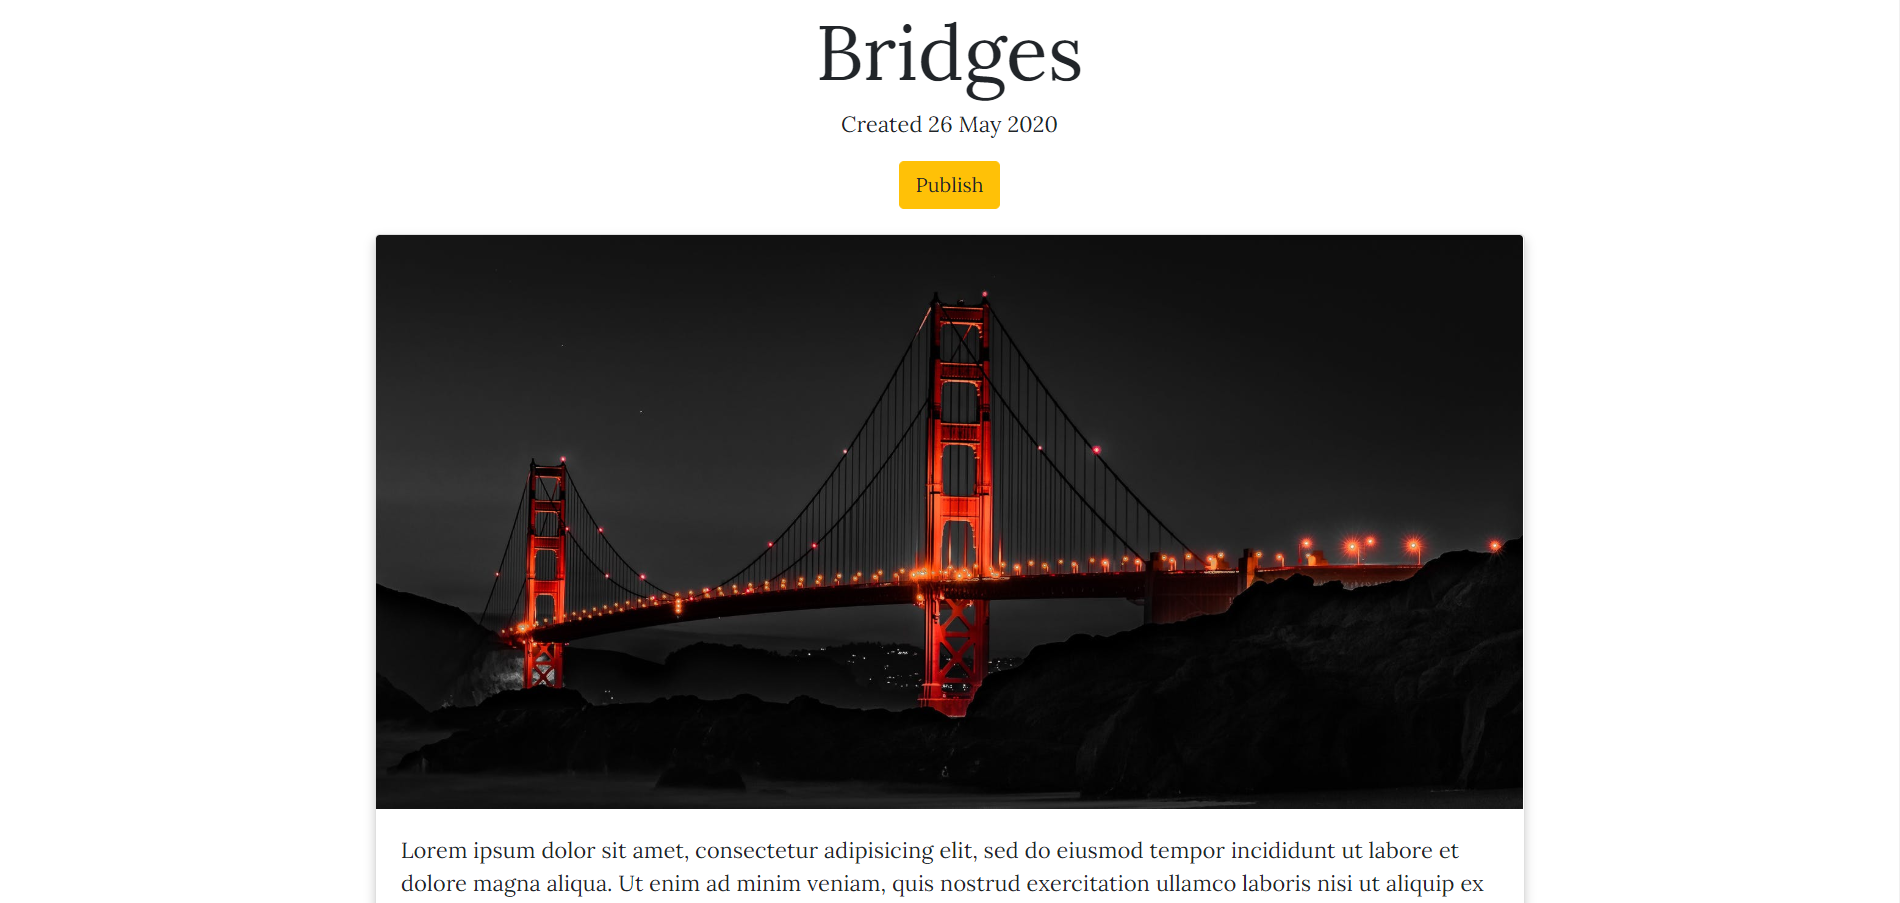 Bridges
Created 26 May 2020
Publish
Lorem ipsum dolor sit amet, consectetur adipisicing elit, sed do eiusmod tempor incididunt ut labore et
dolore magna aliqua. Ut enim ad minim veniam, quis nostrud exercitation ullamco laboris nisi ut aliquip ex